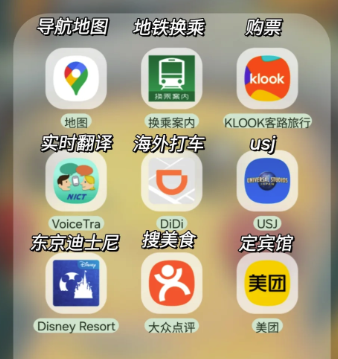 导航地图 地铁换乘 购票
换乘案内 klook
地图 换乘案内 KLOOK客路旅行
实时翻译 海外打车 usj
NICT UNIVERSAL STUDIOS
VoiceTra DiDi USJ
东京迪士尼 搜美食 定宾馆
Disney 美团
Disney Resort 大众点评 美团